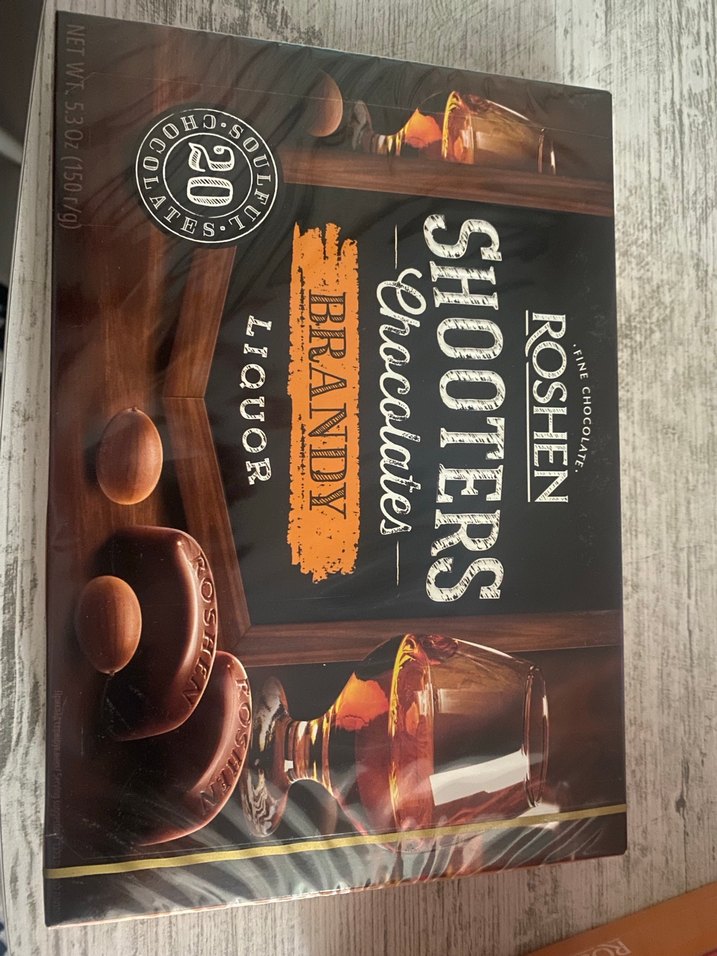 ·FINE CHOCOLATE·
ROSHEN
SHOOTERS
Chocolates
BRANDY
LIQUOR
·SOULFUL·
20
CHOCOLATES
ROSHEN
ROSHEN
NET WT. 5.3 Oz (150 г/g)